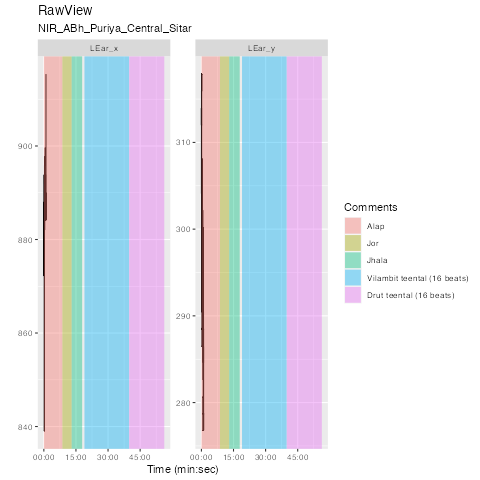 RawView
NIR_ABh_Puriya_Central_Sitar
LEar_x LEar_y
900
880
860
840
310
300
290
280
00:00 15:00 30:00 45:00 00:00 15:00 30:00 45:00
Time (min:sec)
Comments
Alap
Jor
Jhala
Vilambit teental (16 beats)
Drut teental (16 beats)